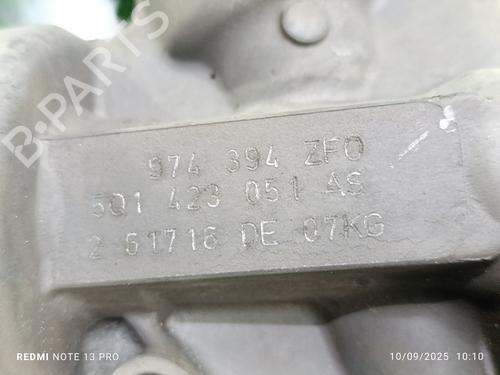 B-PARTS
974 394 ZFO
5Q1 423 051 AS
2 61716 DE 07KG
REDMI NOTE 13 PRO
10/09/2025 10:10